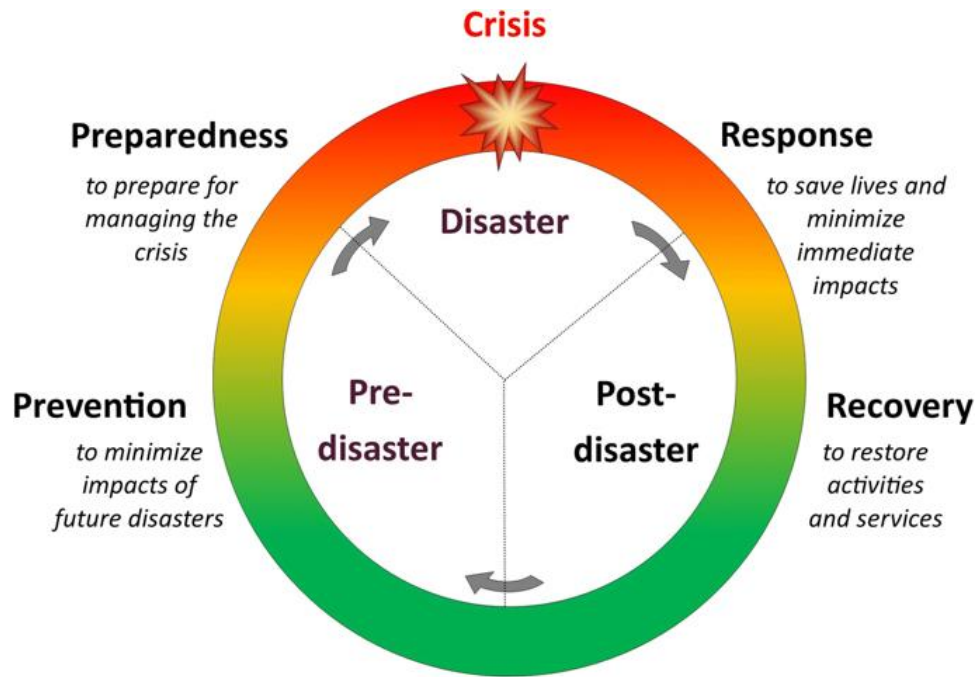 Crisis
Preparedness
to prepare for
managing the
crisis
Response
to save lives and
minimize
immediate
impacts
Disaster
Pre-
disaster
Post-
disaster
Prevention
to minimize
impacts of
future disasters
Recovery
to restore
activities
and services